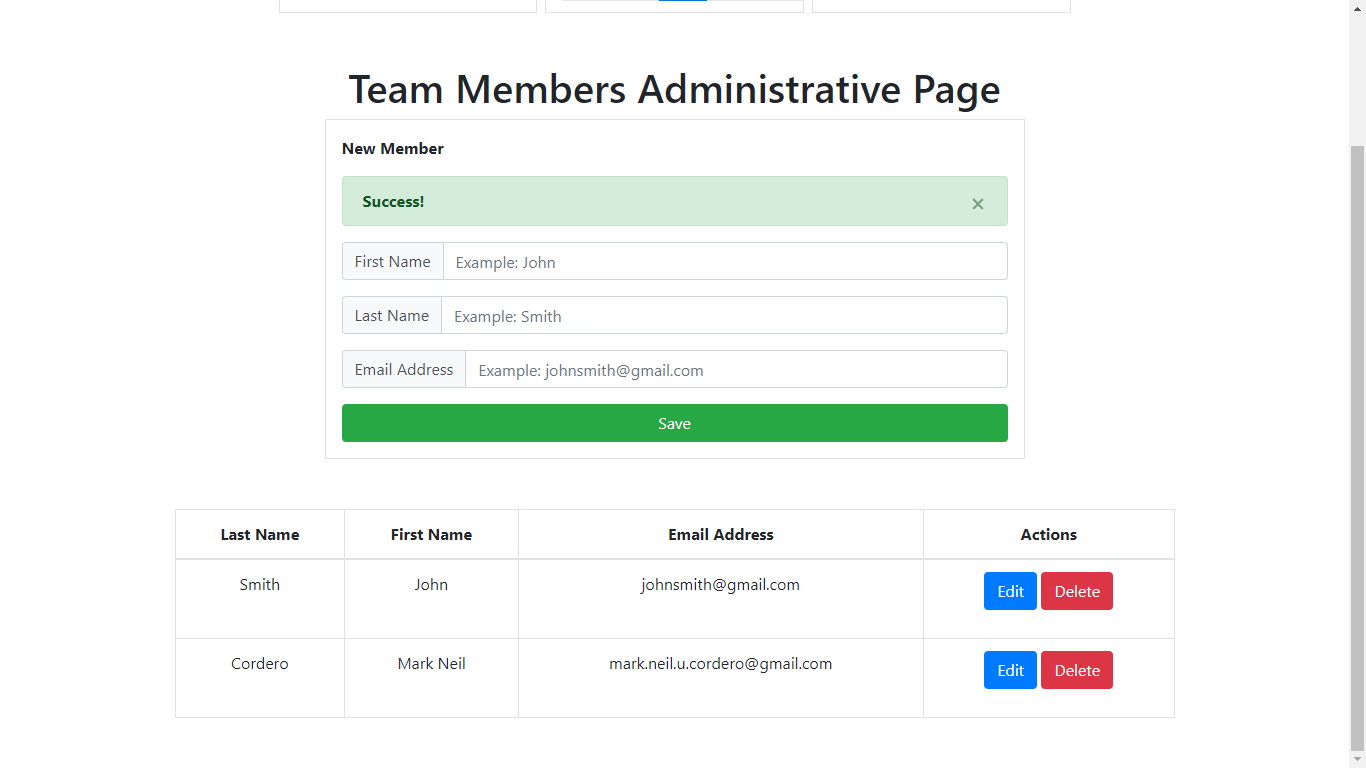 Team Members Administrative Page
New Member
Success! ×
First Name Example: John
Last Name Example: Smith
Email Address Example: johnsmith@gmail.com
Save
Last Name First Name Email Address Actions
Smith John johnsmith@gmail.com Edit Delete
Cordero Mark Neil mark.neil.u.cordero@gmail.com Edit Delete